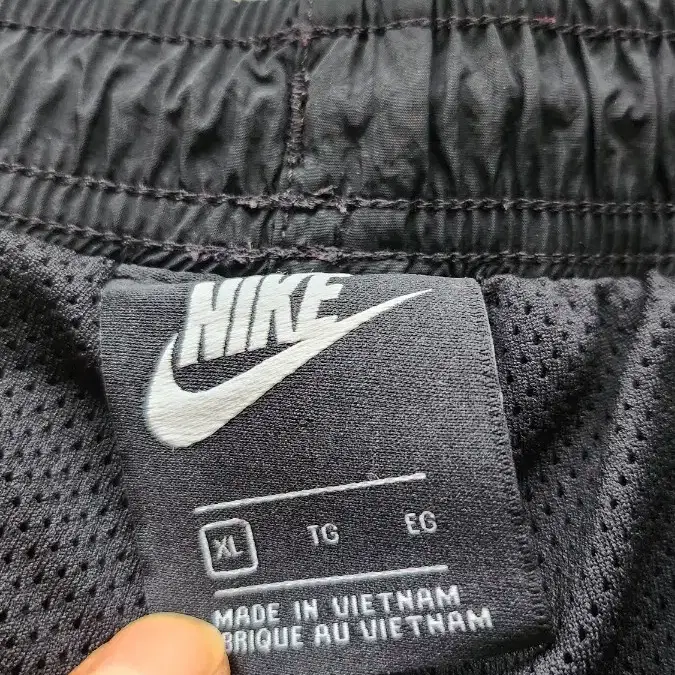 NIKE
XL TG EG
MADE IN VIETNAM
BRIQUE AU VIETNAM